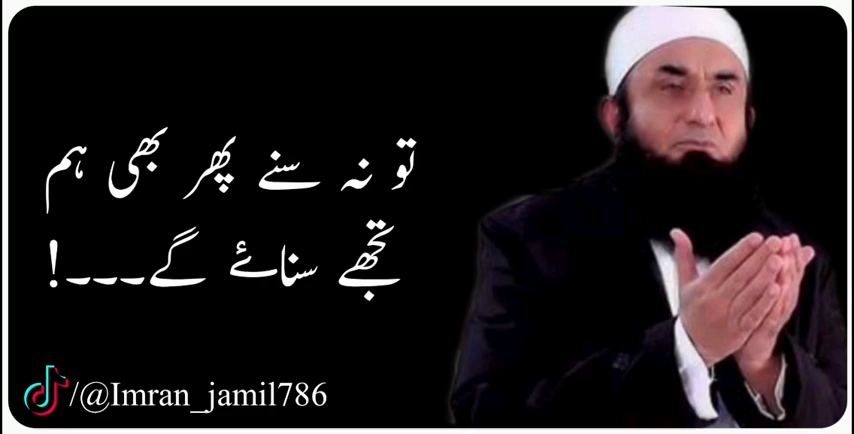 تو نہ سنے پھر بھی ہم
تجھے سنائے گے۔۔۔!
/@Imran_jamil786